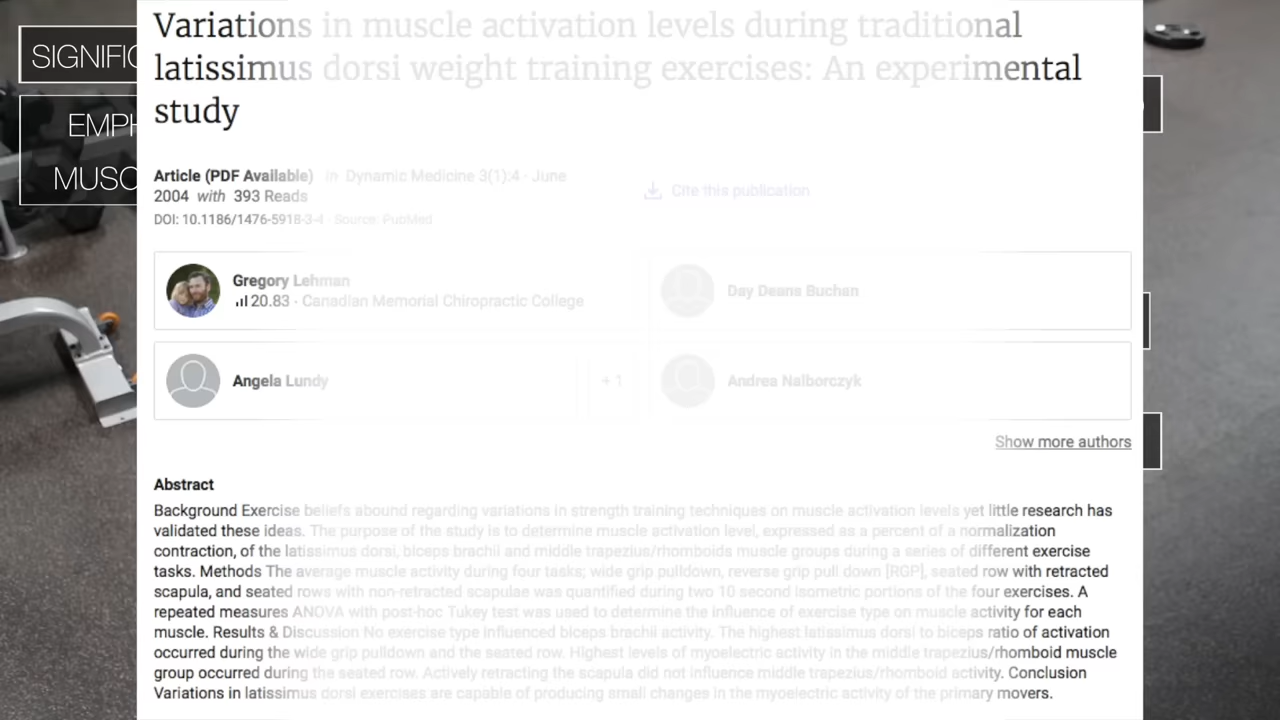 SIGNIFIC
EMPH
MUSC
Variations in muscle activation levels during traditional
latissimus dorsi weight training exercises: An experimental
study
Article (PDF Available) in Dynamic Medicine 3(1):4 · June
2004 with 393 Reads
DOI: 10.1186/1476-5918-3-4 · Source: PubMed
Cite this publication
Gregory Lehman
20.83 · Canadian Memorial Chiropractic College
Day Deans Buchan
Angela Lundy
+ 1
Andrea Nalborczyk
Show more authors
Abstract
Background Exercise beliefs abound regarding variations in strength training techniques on muscle activation levels yet little research has
validated these ideas. The purpose of the study is to determine muscle activation level, expressed as a percent of a normalization
contraction, of the latissimus dorsi, biceps brachii and middle trapezius/rhomboids muscle groups during a series of different exercise
tasks. Methods The average muscle activity during four tasks; wide grip pulldown, reverse grip pull down [RGP], seated row with retracted
scapula, and seated rows with non-retracted scapulae was quantified during two 10 second isometric portions of the four exercises. A
repeated measures ANOVA with post-hoc Tukey test was used to determine the influence of exercise type on muscle activity for each
muscle. Results & Discussion No exercise type influenced biceps brachii activity. The highest latissimus dorsi to biceps ratio of activation
occurred during the wide grip pulldown and the seated row. Highest levels of myoelectric activity in the middle trapezius/rhomboid muscle
group occurred during the seated row. Actively retracting the scapula did not influence middle trapezius/rhomboid activity. Conclusion
Variations in latissimus dorsi exercises are capable of producing small changes in the myoelectric activity of the primary movers.